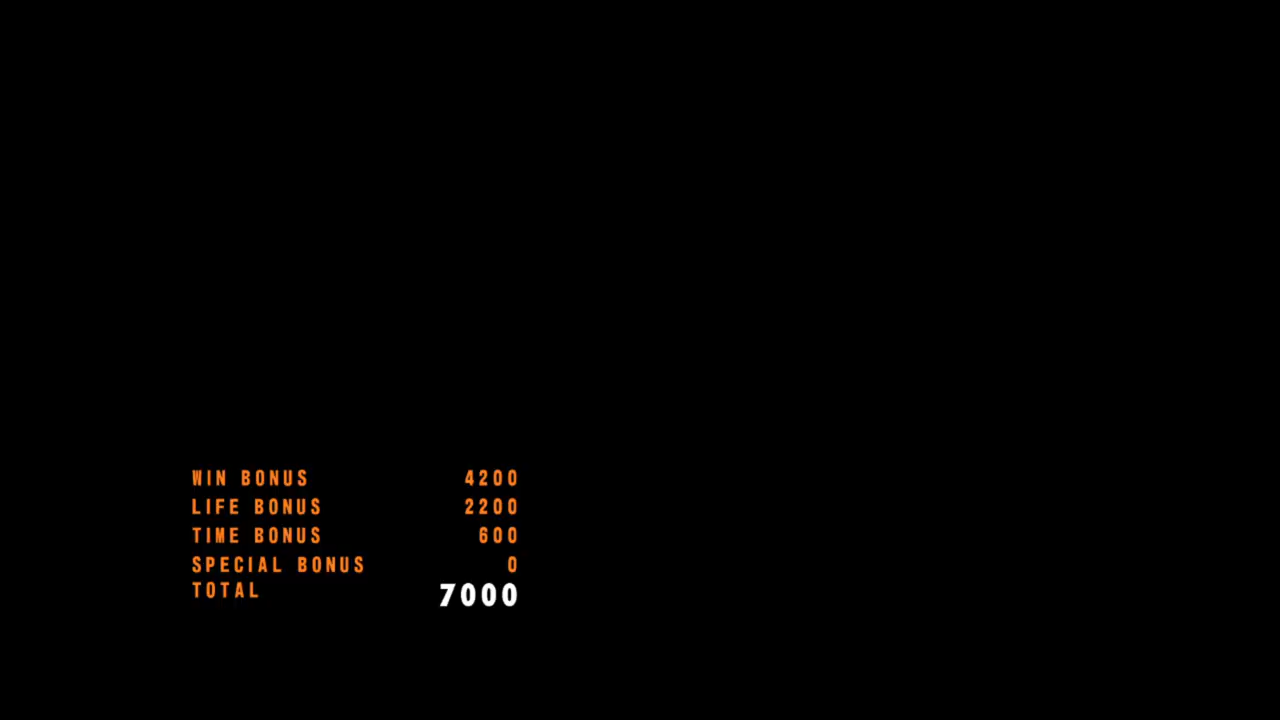 WIN BONUS 4200
LIFE BONUS 2200
TIME BONUS 600
SPECIAL BONUS 0
TOTAL 7000